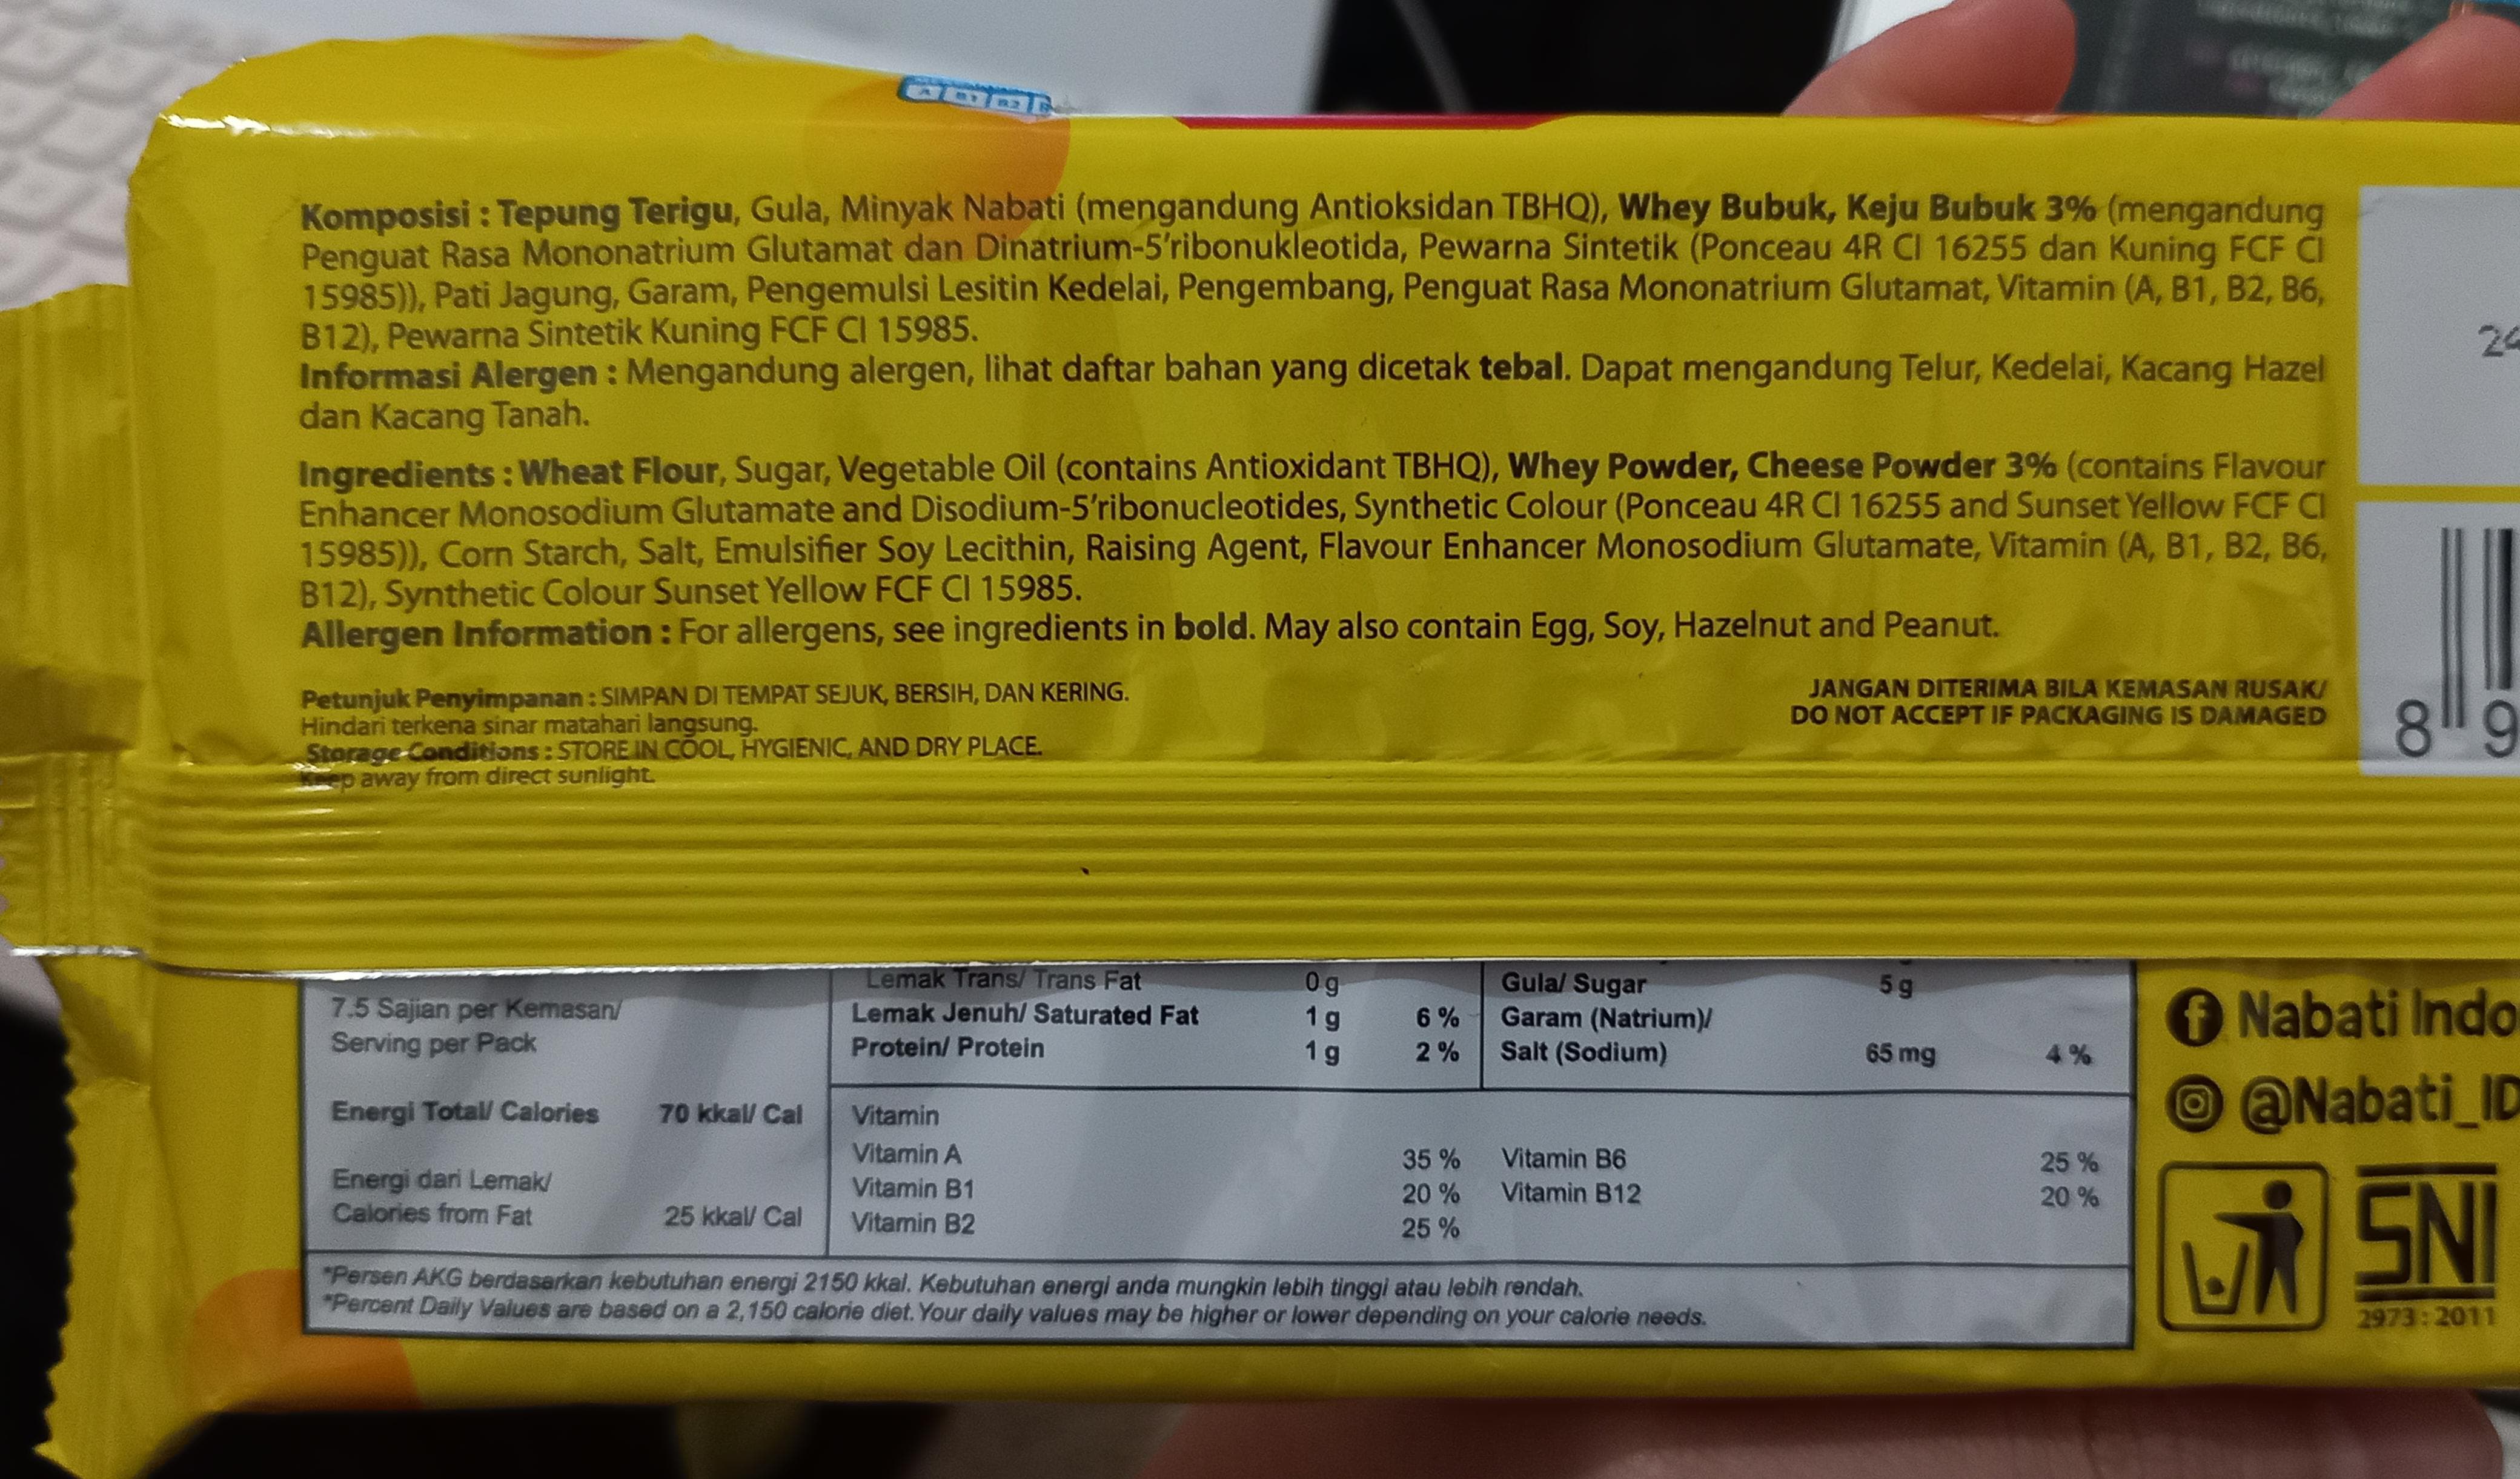 Komposisi : Tepung Terigu, Gula, Minyak Nabati (mengandung Antioksidan TBHQ), Whey Bubuk, Keju Bubuk 3% (mengandung
Penguat Rasa Mononatrium Glutamat dan Dinatrium-5'ribonukleotida, Pewarna Sintetik (Ponceau 4R CI 16255 dan Kuning FCF CI
15985)), Pati Jagung, Garam, Pengemulsi Lesitin Kedelai, Pengembang, Penguat Rasa Mononatrium Glutamat, Vitamin (A, B1, B2, B6,
B12), Pewarna Sintetik Kuning FCF CI 15985.
Informasi Alergen : Mengandung alergen, lihat daftar bahan yang dicetak tebal. Dapat mengandung Telur, Kedelai, Kacang Hazel
dan Kacang Tanah.
Ingredients : Wheat Flour, Sugar, Vegetable Oil (contains Antioxidant TBHQ), Whey Powder, Cheese Powder 3% (contains Flavour
Enhancer Monosodium Glutamate and Disodium-5'ribonucleotides, Synthetic Colour (Ponceau 4R CI 16255 and Sunset Yellow FCF CI
15985)), Corn Starch, Salt, Emulsifier Soy Lecithin, Raising Agent, Flavour Enhancer Monosodium Glutamate, Vitamin (A, B1, B2, B6,
B12), Synthetic Colour Sunset Yellow FCF CI 15985.
Allergen Information : For allergens, see ingredients in bold. May also contain Egg, Soy, Hazelnut and Peanut.
Petunjuk Penyimpanan : SIMPAN DI TEMPAT SEJUK, BERSIH, DAN KERING.
Hindari terkena sinar matahari langsung.
Storage Conditions : STORE IN COOL, HYGIENIC, AND DRY PLACE.
Keep away from direct sunlight.
JANGAN DITERIMA BILA KEMASAN RUSAK/
DO NOT ACCEPT IF PACKAGING IS DAMAGED
24
8 9
7.5 Sajian per Kemasan/
Serving per Pack
Energi Total/ Calories 70 kkal/ Cal
Energi dari Lemak/
Calories from Fat 25 kkal/ Cal
Lemak Trans/ Trans Fat 0 g
Lemak Jenuh/ Saturated Fat 1 g 6 %
Protein/ Protein 1 g 2 %
Gula/ Sugar 5 g
Garam (Natrium)/
Salt (Sodium) 65 mg 4 %
Vitamin
Vitamin A 35 % Vitamin B6 25 %
Vitamin B1 20 % Vitamin B12 20 %
Vitamin B2 25 %
*Persen AKG berdasarkan kebutuhan energi 2150 kkal. Kebutuhan energi anda mungkin lebih tinggi atau lebih rendah.
*Percent Daily Values are based on a 2,150 calorie diet. Your daily values may be higher or lower depending on your calorie needs.
Nabati Indo
@Nabati_ID
SNI
2973 : 2011